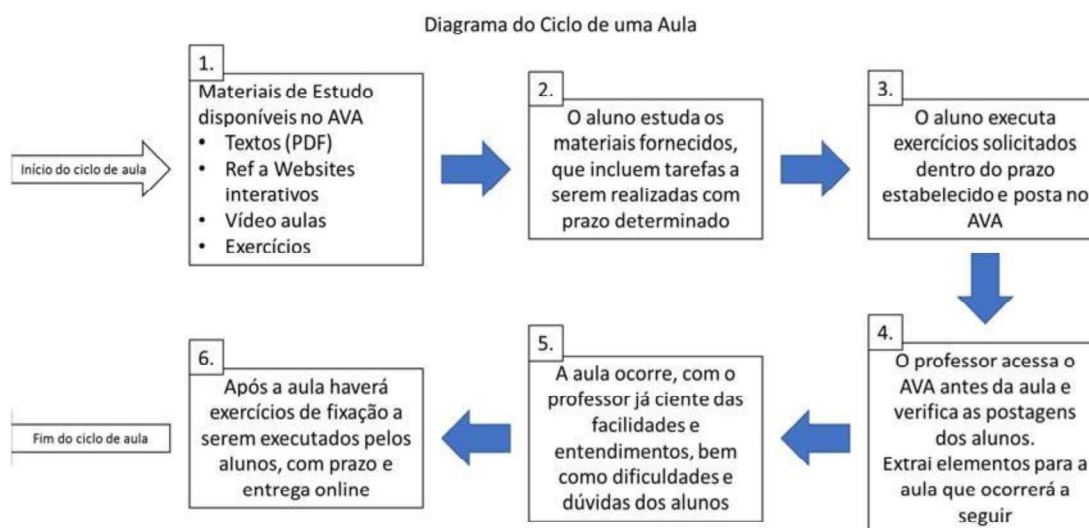 Diagrama do Ciclo de uma Aula
Início do ciclo de aula
1.
Materiais de Estudo
disponíveis no AVA
• Textos (PDF)
• Ref a Websites
interativos
• Vídeo aulas
• Exercícios
2.
O aluno estuda os
materiais fornecidos,
que incluem tarefas a
serem realizadas com
prazo determinado
3.
O aluno executa
exercícios solicitados
dentro do prazo
estabelecido e posta no
AVA
4.
O professor acessa o
AVA antes da aula e
verifica as postagens
dos alunos.
Extrai elementos para a
aula que ocorrerá a
seguir
5.
A aula ocorre, com o
professor já ciente das
facilidades e
entendimentos, bem
como dificuldades e
dúvidas dos alunos
6.
Após a aula haverá
exercícios de fixação a
serem executados pelos
alunos, com prazo e
entrega online
Fim do ciclo de aula